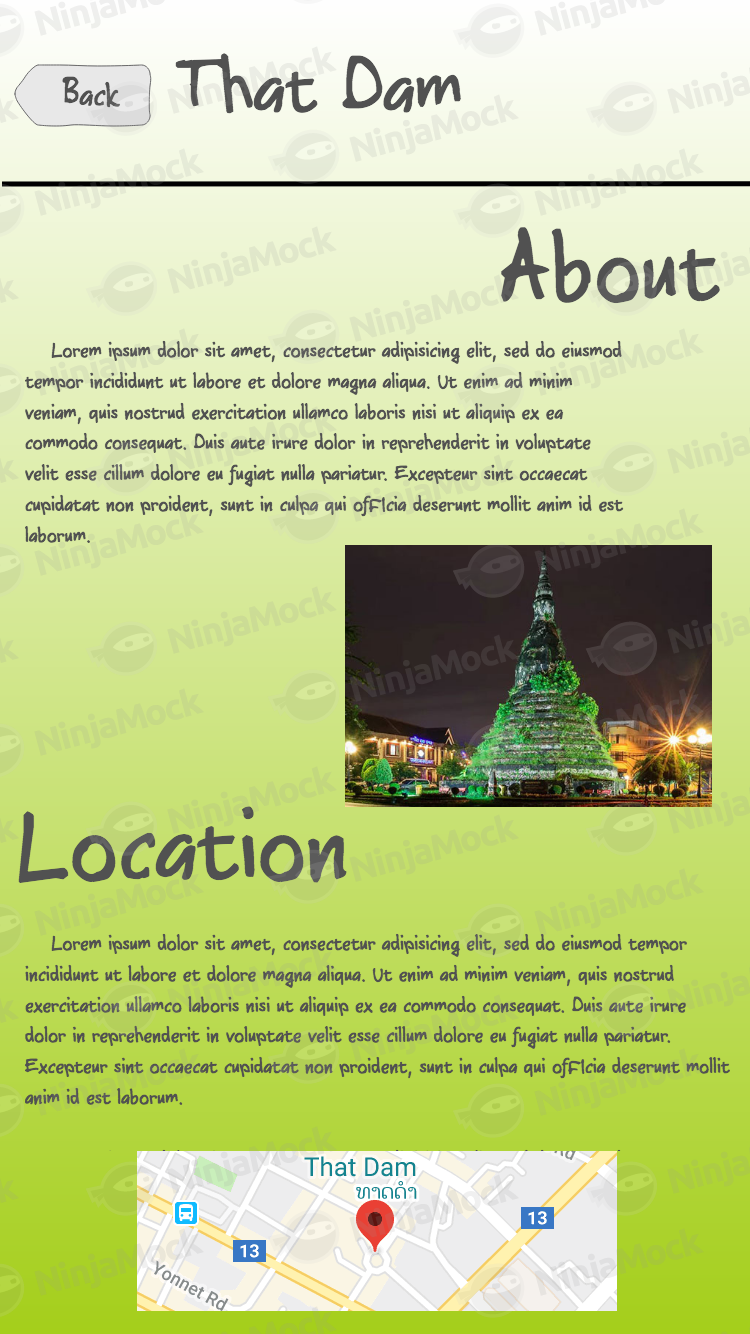 Back
That Dam
About
Lorem ipsum dolor sit amet, consectetur adipisicing elit, sed do eiusmod
tempor incididunt ut labore et dolore magna aliqua. Ut enim ad minim
veniam, quis nostrud exercitation ullamco laboris nisi ut aliquip ex ea
commodo consequat. Duis aute irure dolor in reprehenderit in voluptate
velit esse cillum dolore eu fugiat nulla pariatur. Excepteur sint occaecat
cupidatat non proident, sunt in culpa qui officia deserunt mollit anim id est
laborum.
Location
Lorem ipsum dolor sit amet, consectetur adipisicing elit, sed do eiusmod tempor
incididunt ut labore et dolore magna aliqua. Ut enim ad minim veniam, quis nostrud
exercitation ullamco laboris nisi ut aliquip ex ea commodo consequat. Duis aute irure
dolor in reprehenderit in voluptate velit esse cillum dolore eu fugiat nulla pariatur.
Excepteur sint occaecat cupidatat non proident, sunt in culpa qui officia deserunt mollit
anim id est laborum.
Rd
That Dam
ທາດດຳ
13
13
Yonnet Rd
NinjaMock